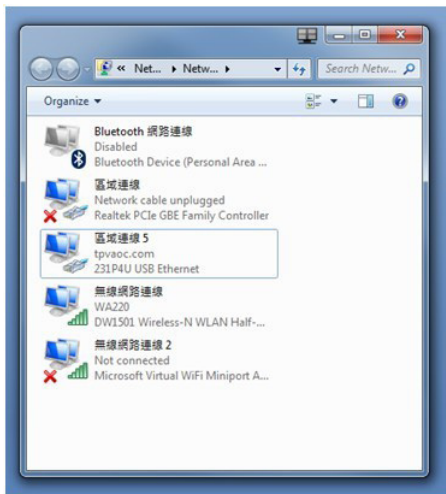 « Net... Netw...
Search Netw...
Organize
Bluetooth 網路連線
Disabled
Bluetooth Device (Personal Area ...
區域連線
Network cable unplugged
Realtek PCIe GBE Family Controller
區域連線 5
tpvaoc.com
231P4U USB Ethernet
無線網路連線
WA220
DW1501 Wireless-N WLAN Half-...
無線網路連線 2
Not connected
Microsoft Virtual WiFi Miniport A...